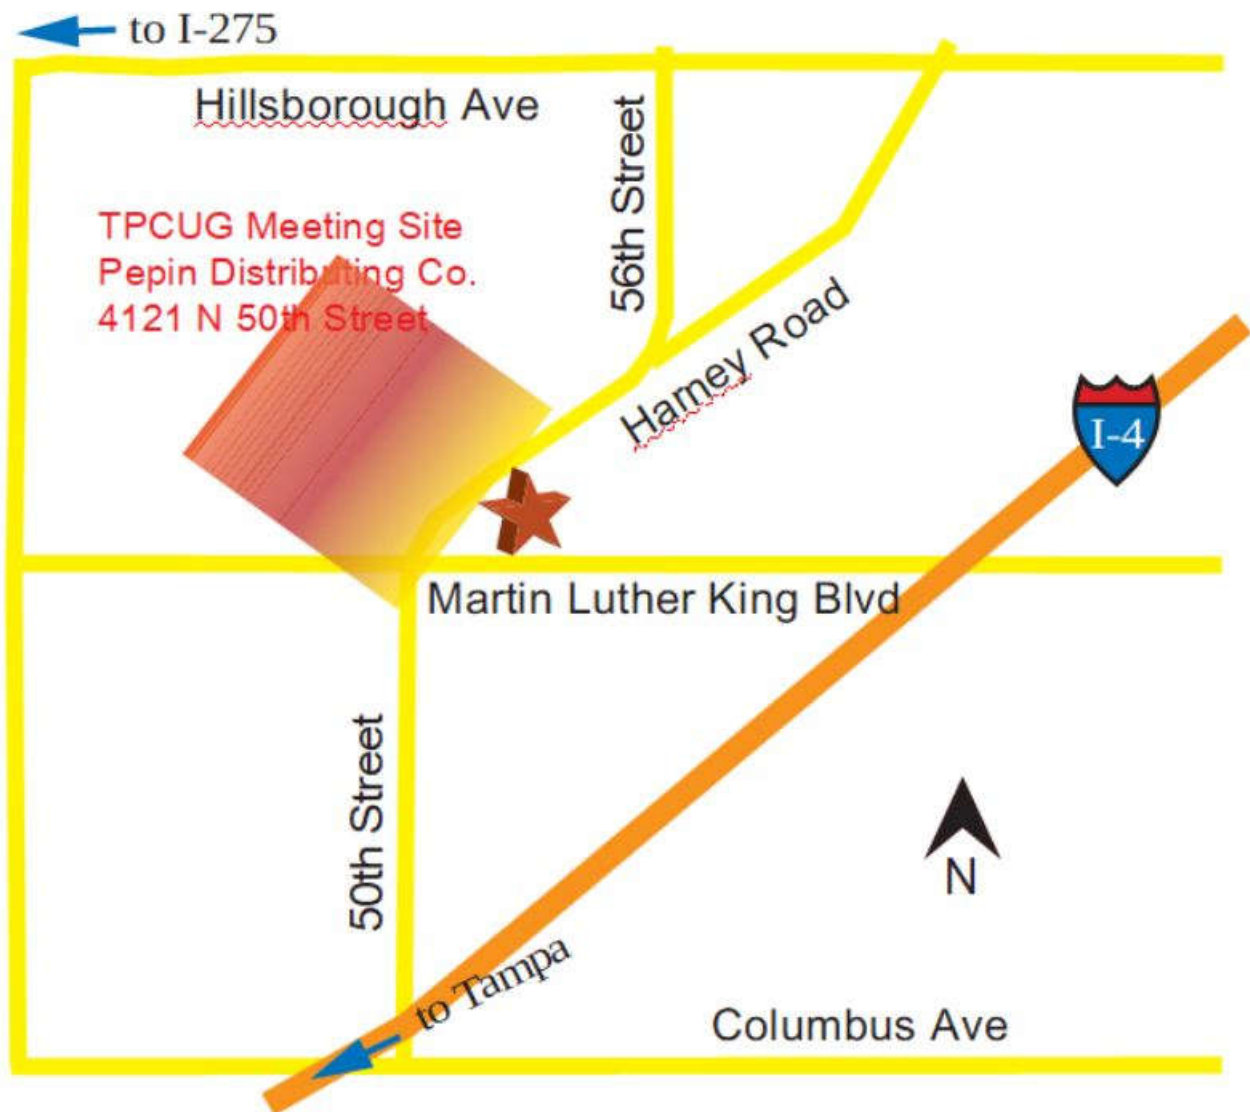 to I-275
Hillsborough Ave
56th Street
TPCUG Meeting Site
Pepin Distributing Co.
4121 N 50th Street
Harney Road
I-4
Martin Luther King Blvd
50th Street
N
to Tampa
Columbus Ave